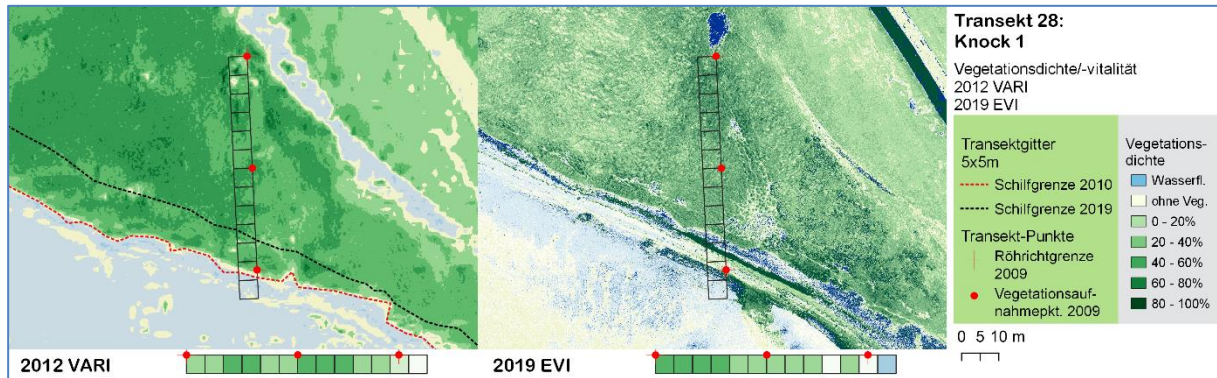 Transekt 28:
Knock 1
Vegetationsdichte/-vitalität
2012 VARI
2019 EVI
Transektgitter
5x5m
Schilfgrenze 2010
Schilfgrenze 2019
Transekt-Punkte
Röhrichtgrenze
2009
Vegetationsauf-
nahmepkt. 2009
Vegetations-
dichte
Wasserfl.
ohne Veg.
0 - 20%
20 - 40%
40 - 60%
60 - 80%
80 - 100%
0 5 10 m
2012 VARI
2019 EVI